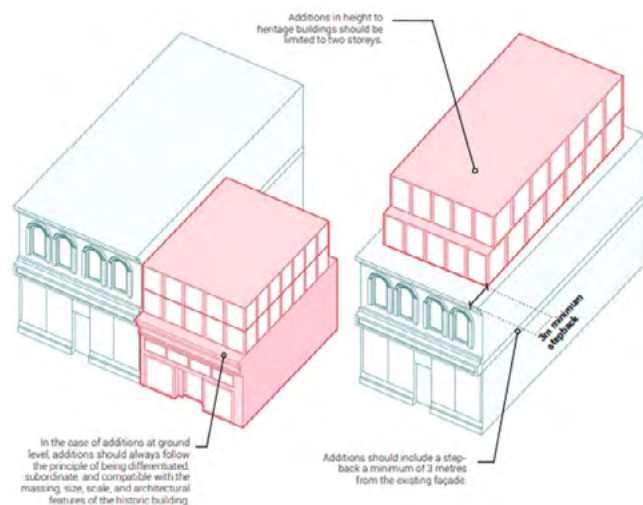 Additions in height to
heritage buildings should be
limited to two storeys.
3m minimum
stepback
In the case of additions at ground
level, additions should always follow
the principle of being differentiated,
subordinate, and compatible with the
massing, size, scale, and architectural
features of the historic building.
Additions should include a step-
back a minimum of 3 metres
from the existing façade.